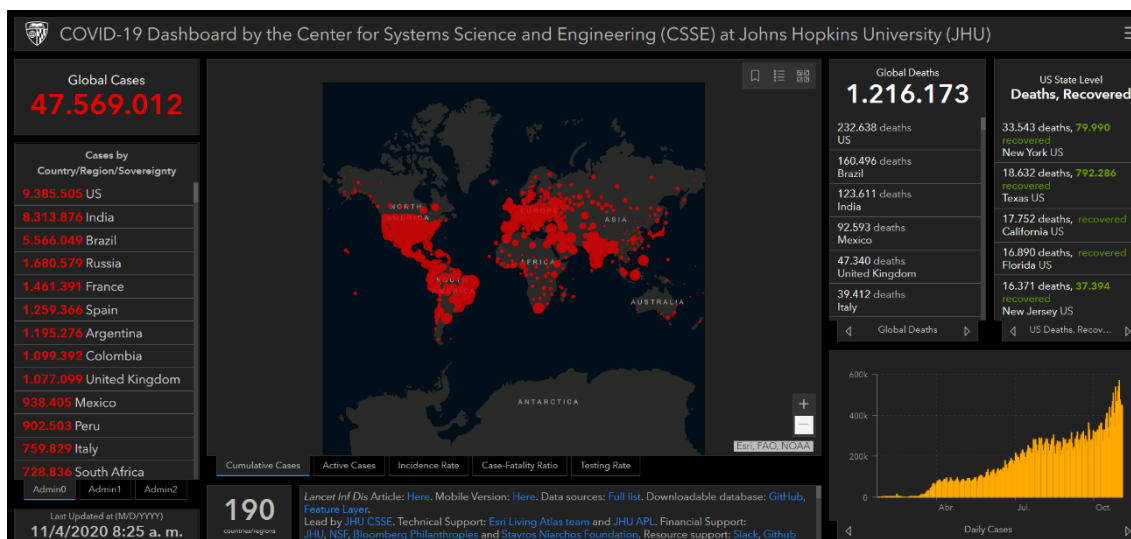 COVID-19 Dashboard by the Center for Systems Science and Engineering (CSSE) at Johns Hopkins University (JHU)
Global Cases
47.569.012
Cases by
Country/Region/Sovereignty
9.385.505 US
8.313.876 India
5.566.049 Brazil
1.680.579 Russia
1.461.391 France
1.259.366 Spain
1.195.276 Argentina
1.099.392 Colombia
1.077.099 United Kingdom
938.405 Mexico
902.503 Peru
759.829 Italy
728.836 South Africa
Admin0
Admin1
Admin2
Last Updated at (M/D/YYYY)
11/4/2020 8:25 a. m.
NORTH
AMERICA
SOUTH
AMERICA
EUROPE
AFRICA
ASIA
AUSTRALIA
ANTARCTICA
+
−
Esri, FAO, NOAA
Cumulative Cases
Active Cases
Incidence Rate
Case-Fatality Ratio
Testing Rate
190
countries/regions
Lancet Inf Dis Article: Here. Mobile Version: Here. Data sources: Full list. Downloadable database: GitHub,
Feature Layer.
Lead by JHU CSSE. Technical Support: Esri Living Atlas team and JHU APL. Financial Support:
JHU, NSF, Bloomberg Philanthropies and Stavros Niarchos Foundation. Resource support: Slack, Github
Global Deaths
1.216.173
232.638 deaths
US
160.496 deaths
Brazil
123.611 deaths
India
92.593 deaths
Mexico
47.340 deaths
United Kingdom
39.412 deaths
Italy
Global Deaths
US State Level
Deaths, Recovered
33.543 deaths, 79.990
recovered
New York US
18.632 deaths, 792.286
recovered
Texas US
17.752 deaths, recovered
California US
16.890 deaths, recovered
Florida US
16.371 deaths, 37.394
recovered
New Jersey US
US Deaths, Recov...
600k
400k
200k
0
Abr.
Jul.
Oct.
Daily Cases